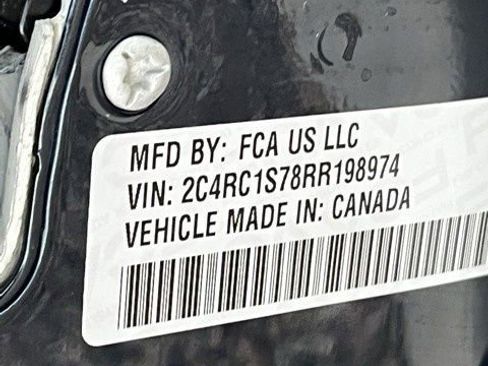 MFD BY: FCA US LLC
VIN: 2C4RC1S78RR198974
VEHICLE MADE IN: CANADA